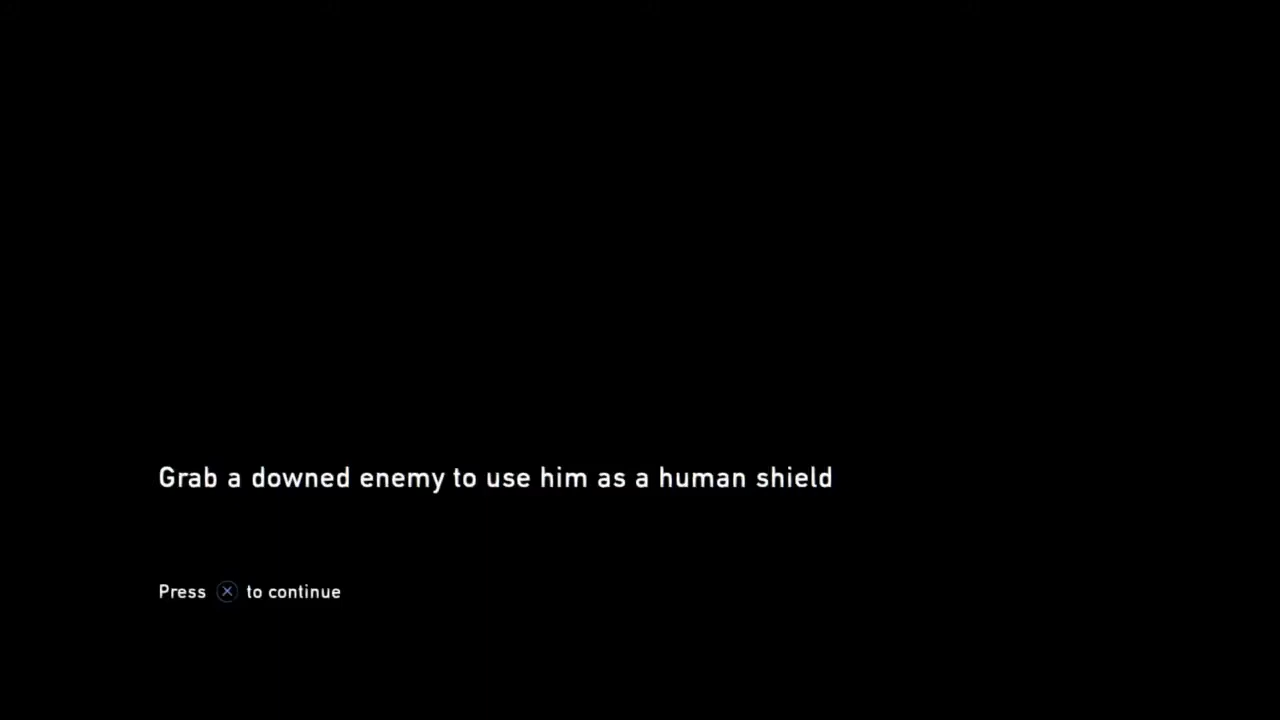 Grab a downed enemy to use him as a human shield
Press ⓧ to continue